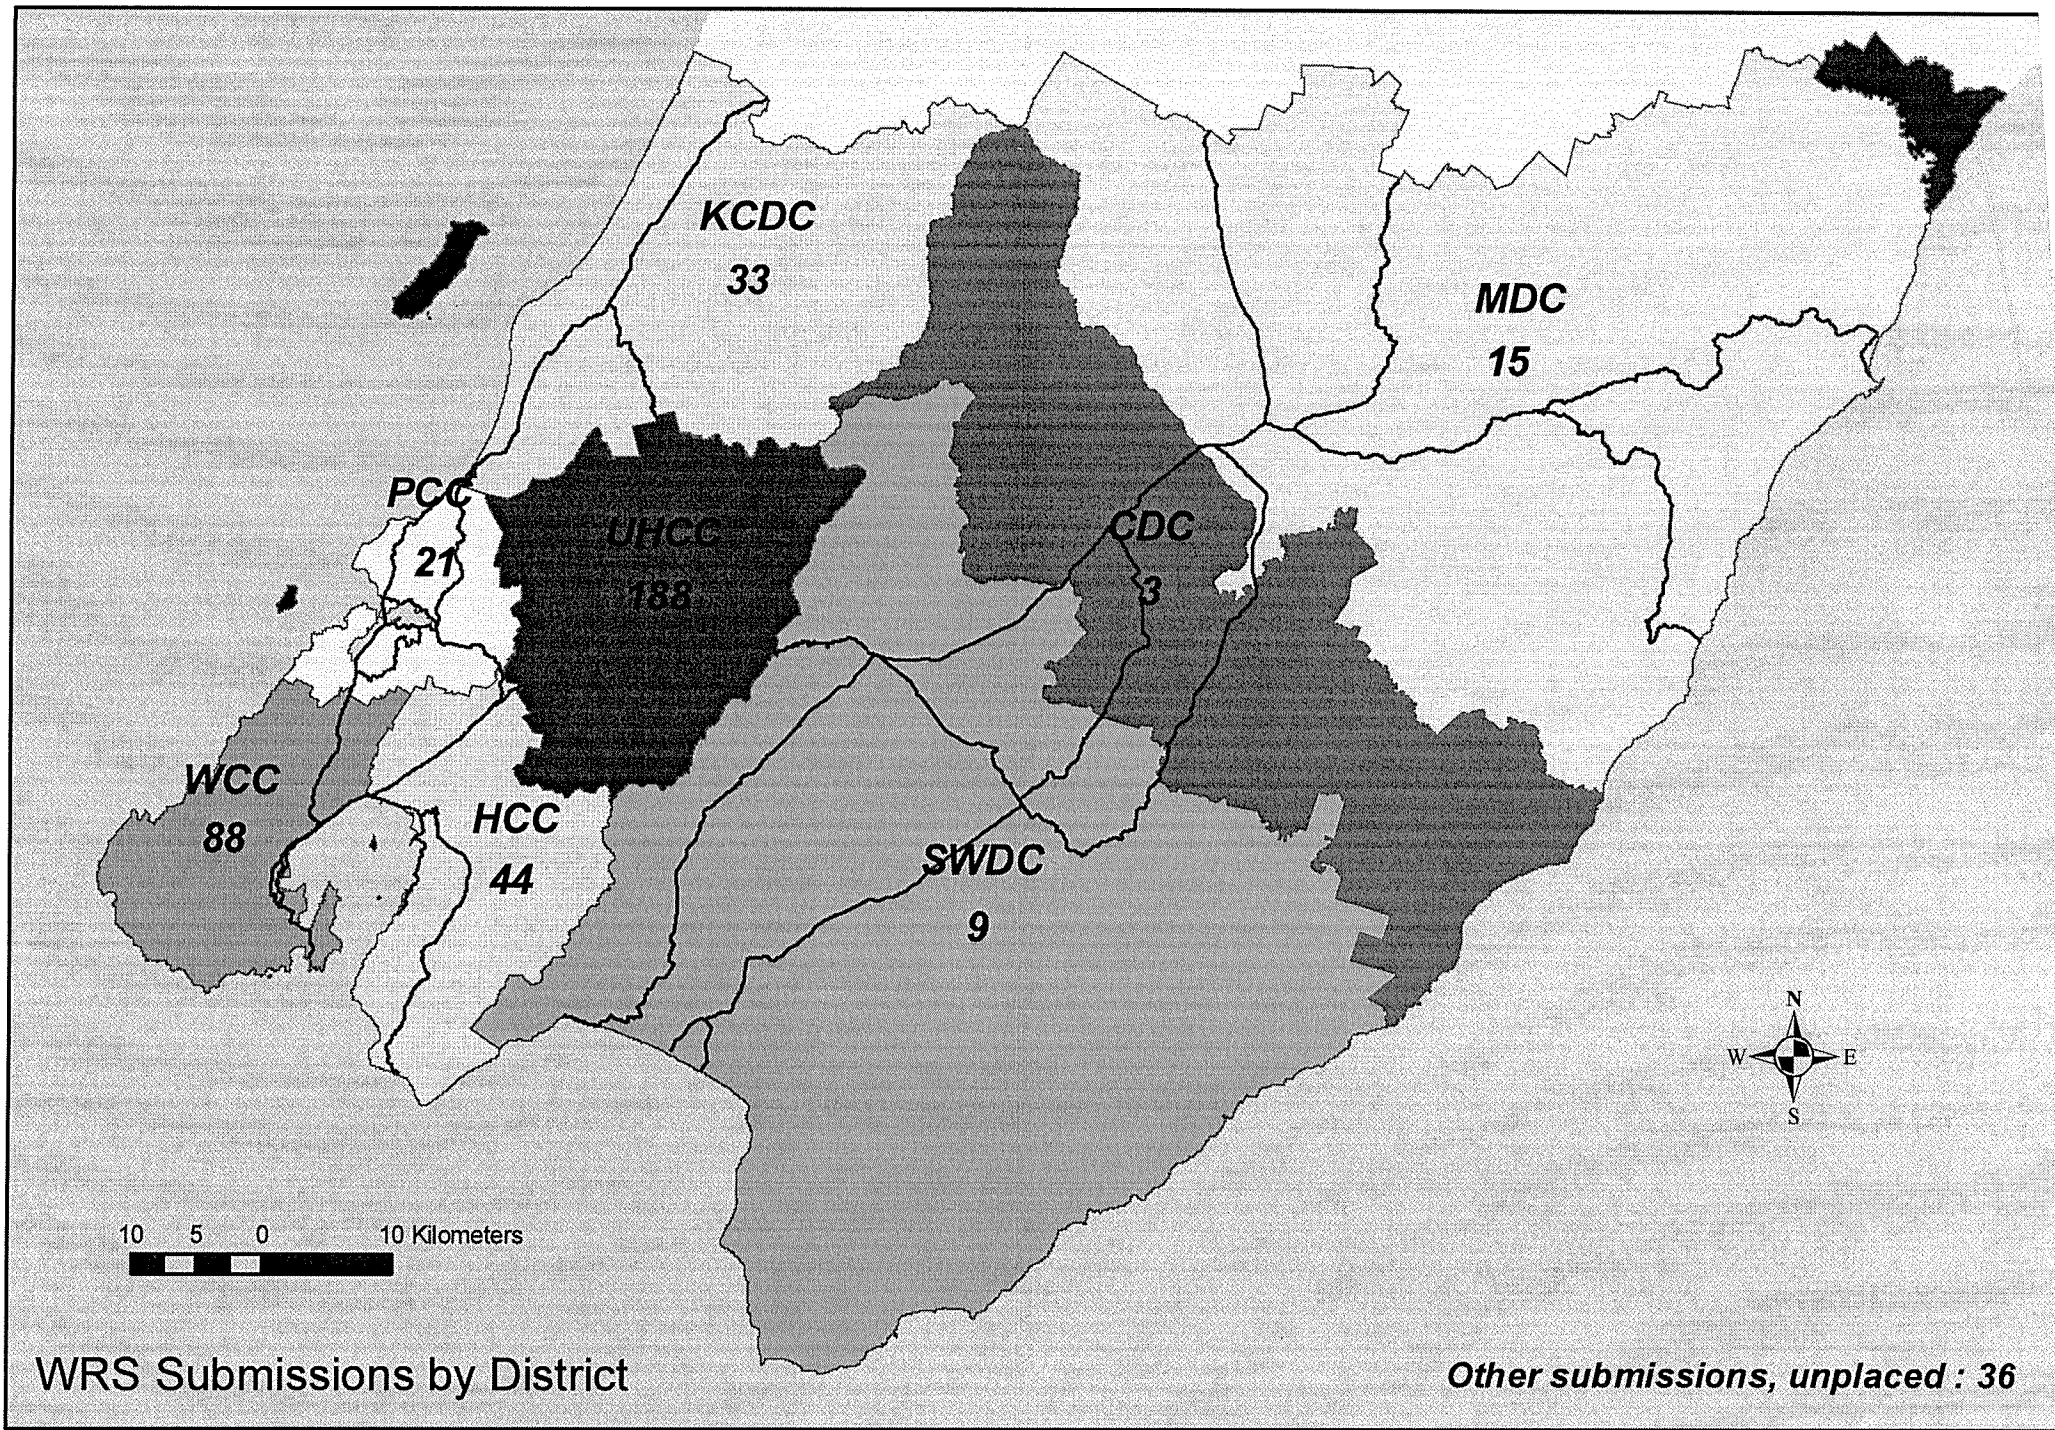 KCDC
33
MDC
15
PCC
21
UHCC
188
CDC
3
WCC
88
HCC
44
SWDC
9
N
W E
S
10 5 0 10 Kilometers
WRS Submissions by District
Other submissions, unplaced : 36